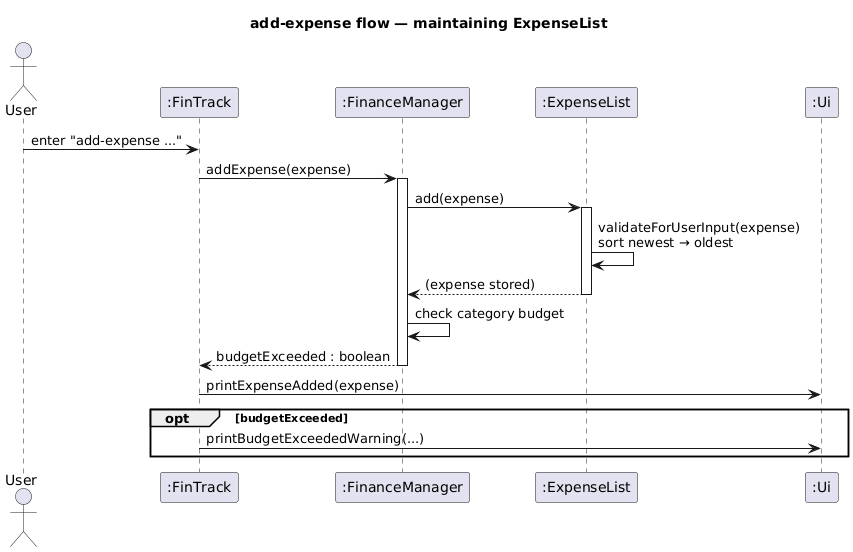 add-expense flow — maintaining ExpenseList
User
:FinTrack
:FinanceManager
:ExpenseList
:Ui
enter "add-expense ..."
addExpense(expense)
add(expense)
validateForUserInput(expense)
sort newest → oldest
(expense stored)
check category budget
budgetExceeded : boolean
printExpenseAdded(expense)
opt
[budgetExceeded]
printBudgetExceededWarning(...)
User
:FinTrack
:FinanceManager
:ExpenseList
:Ui